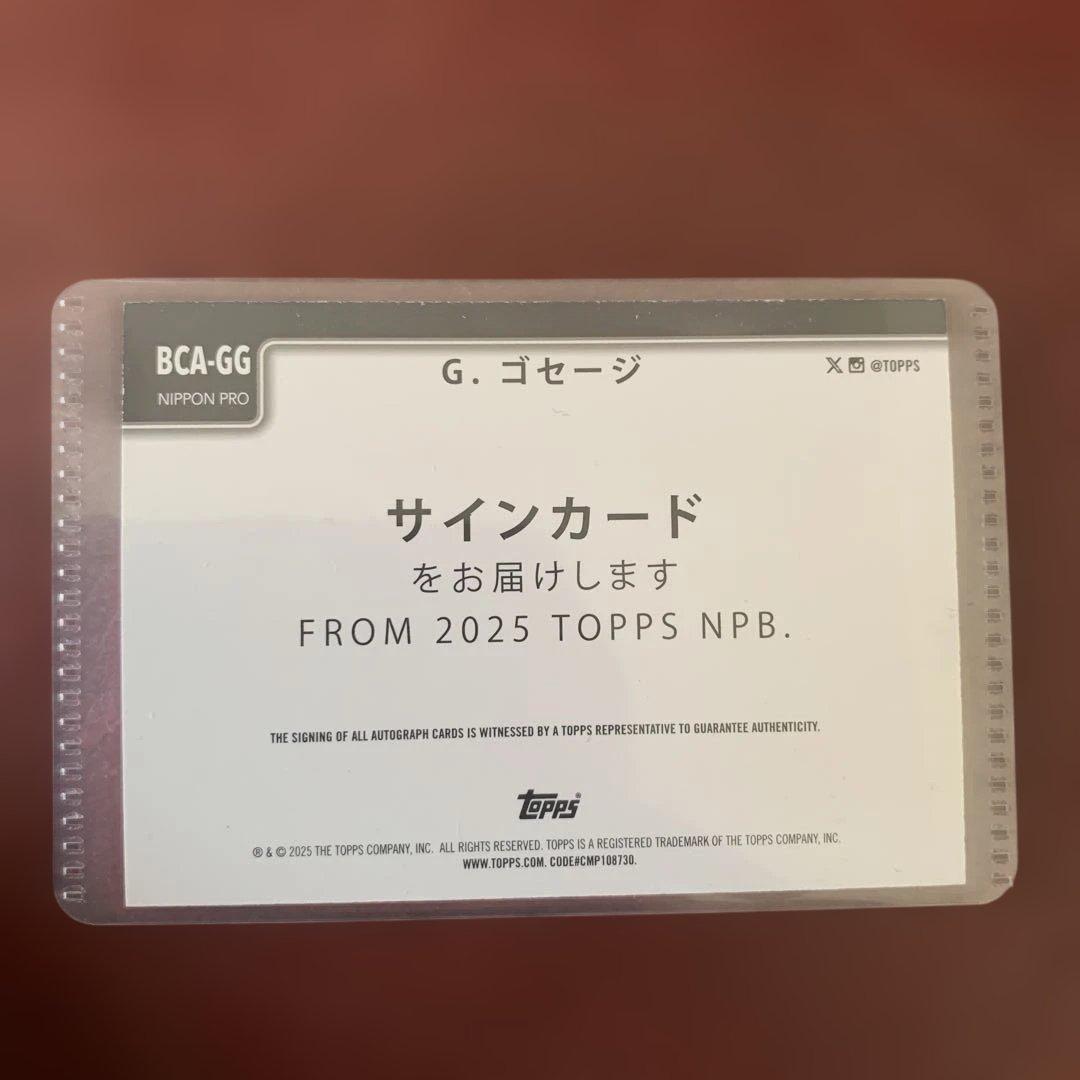 BCA-GG
NIPPON PRO
G. ゴセージ
X @TOPPS
サインカード
をお届けします
FROM 2025 TOPPS NPB.
THE SIGNING OF ALL AUTOGRAPH CARDS IS WITNESSED BY A TOPPS REPRESENTATIVE TO GUARANTEE AUTHENTICITY.
Topps®
® & © 2025 THE TOPPS COMPANY, INC. ALL RIGHTS RESERVED. TOPPS IS A REGISTERED TRADEMARK OF THE TOPPS COMPANY, INC.
WWW.TOPPS.COM. CODE#CMP108730.